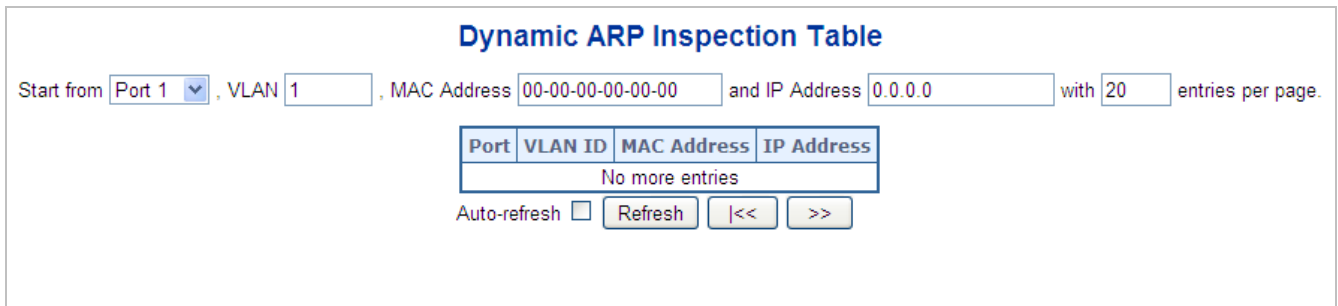 Dynamic ARP Inspection Table
Start from Port 1 , VLAN 1 , MAC Address 00-00-00-00-00-00 and IP Address 0.0.0.0 with 20 entries per page.
Port VLAN ID MAC Address IP Address
No more entries
Auto-refresh Refresh |<< >>